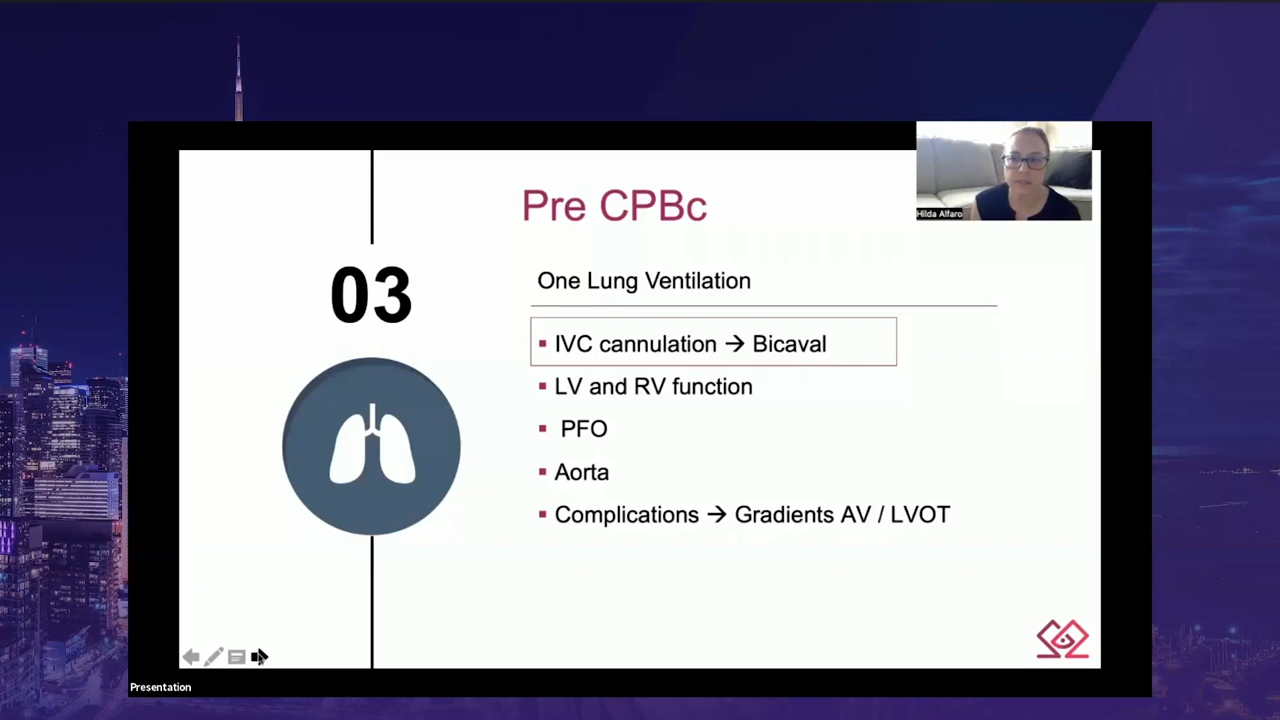 Pre CPBc
Hilda Alfaro
03
One Lung Ventilation
▪ IVC cannulation → Bicaval
▪ LV and RV function
▪ PFO
▪ Aorta
▪ Complications → Gradients AV / LVOT
Presentation